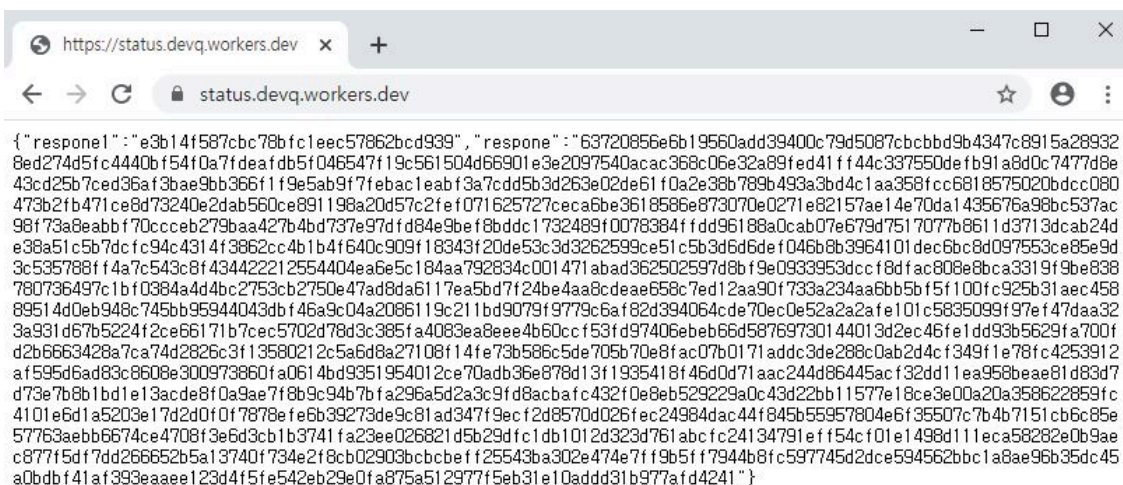 https://status.devq.workers.dev
status.devq.workers.dev
{"respone1":"e3b14f587cbc78bfc1eec57862bcd939","respone":"63720856e6b19560add39400c79d5087cbcbbd9b4347c8915a28932
8ed274d5fc4440bf54f0a7fdeafdb5f046547f19c561504d66901e3e2097540acac368c06e32a89fed41ff44c337550defb91a8d0c7477d8e
43cd25b7ced36af3bae9bb366f1f9e5ab9f7febac1eabf3a7cdd5b3d263e02de61f0a2e38b789b493a3bd4c1aa358fcc6818575020bdcc080
473b2fb471ce8d73240e2dab560ce891198a20d57c2fef071625727ceca6be3618586e873070e0271e82157ae14e70da1435676a98bc537ac
98f73a8eabbf70ccceb279baa427b4bd737e97dfd84e9bef8bddc1732489f0078384ffdd96188a0cab07e679d7517077b8611d3713dcab24d
e38a51c5b7dcfc94c4314f3862cc4b1b4f640c909f18343f20de53c3d3262599ce51c5b3d6d6def046b8b3964101dec6bc8d097553ce85e9d
3c535788ff4a7c543c8f434422212554404ea6e5c184aa792834c001471abad362502597d8bf9e0933953dccf8dfac808e8bca3319f9be838
780736497c1bf0384a4d4bc2753cb2750e47ad8da6117ea5bd7f24be4aa8cdeae658c7ed12aa90f733a234aa6bb5bf5f100fc925b31aec458
89514d0eb948c745bb95944043dbf46a9c04a2086119c211bd9079f9779c6af82d394064cde70ec0e52a2a2afe101c5835099f97ef47daa32
3a931d67b5224f2ce66171b7cec5702d78d3c385fa4083ea8eee4b60ccf53fd97406ebeb66d58769730144013d2ec46fe1dd93b5629fa700f
d2b6663428a7ca74d2826c3f13580212c5a6d8a27108f14fe73b586c5de705b70e8fac07b0171addc3de288c0ab2d4cf349f1e78fc4253912
af595d6ad83c8608e300973860fa0614bd9351954012ce70adb36e878d13f1935418f46d0d71aac244d86445acf32dd11ea958beae81d83d7
d73e7b8b1bd1e13acde8f0a9ae7f8b9c94b7bfa296a5d2a3c9fd8acbafc432f0e8eb529229a0c43d22bb11577e18ce3e00a20a358622859fc
4101e6d1a5203e17d2d0f0f7878efe6b39273de9c81ad347f9ecf2d8570d026fec24984dac44f845b55957804e6f35507c7b4b7151cb6c85e
57763aebb6674ce4708f3e6d3cb1b3741fa23ee026821d5b29dfc1db1012d323d761abcfc24134791eff54cf01e1498d111eca58282e0b9ae
c877f5df7dd266652b5a13740f734e2f8cb02903bcbcbeff25543ba302e474e7ff9b5ff7944b8fc597745d2dce594562bbc1a8ae96b35dc45
a0bdbf41af393eaaee123d4f5fe542eb29e0fa875a512977f5eb31e10addd31b977afd4241"}